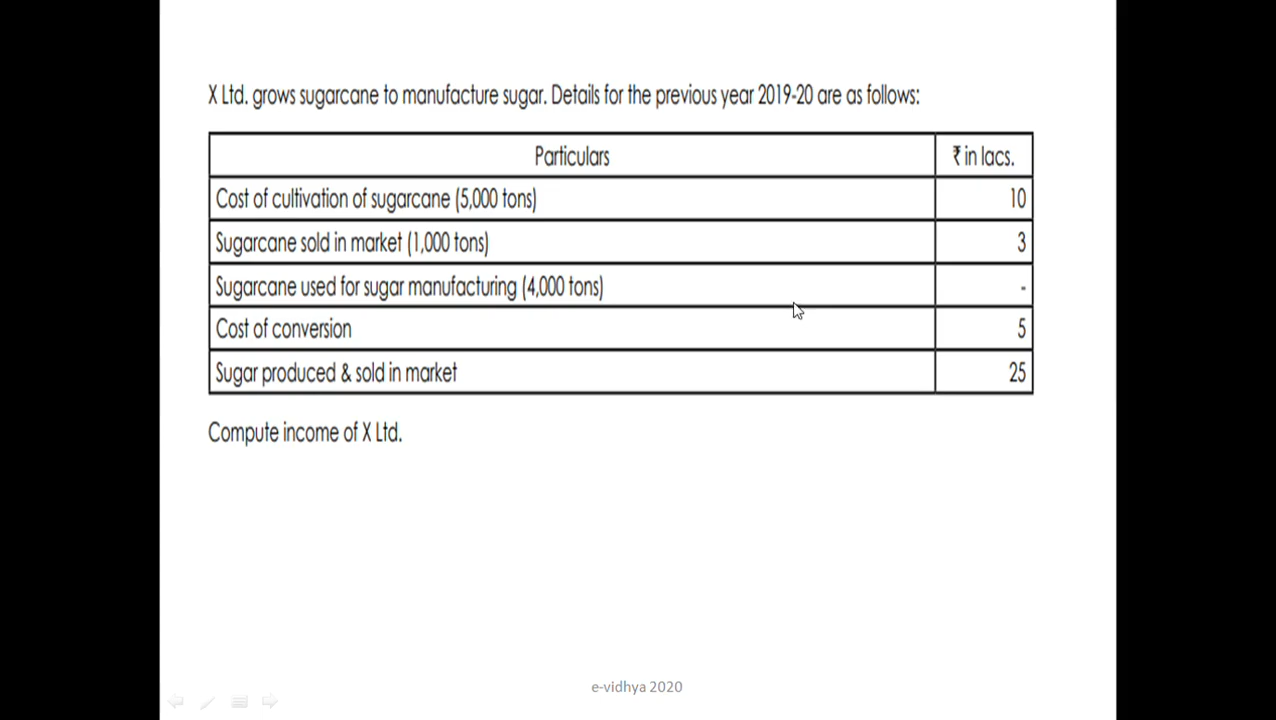 X Ltd. grows sugarcane to manufacture sugar. Details for the previous year 2019-20 are as follows:
Particulars ₹ in lacs.
Cost of cultivation of sugarcane (5,000 tons) 10
Sugarcane sold in market (1,000 tons) 3
Sugarcane used for sugar manufacturing (4,000 tons) -
Cost of conversion 5
Sugar produced & sold in market 25
Compute income of X Ltd.
e-vidhya 2020